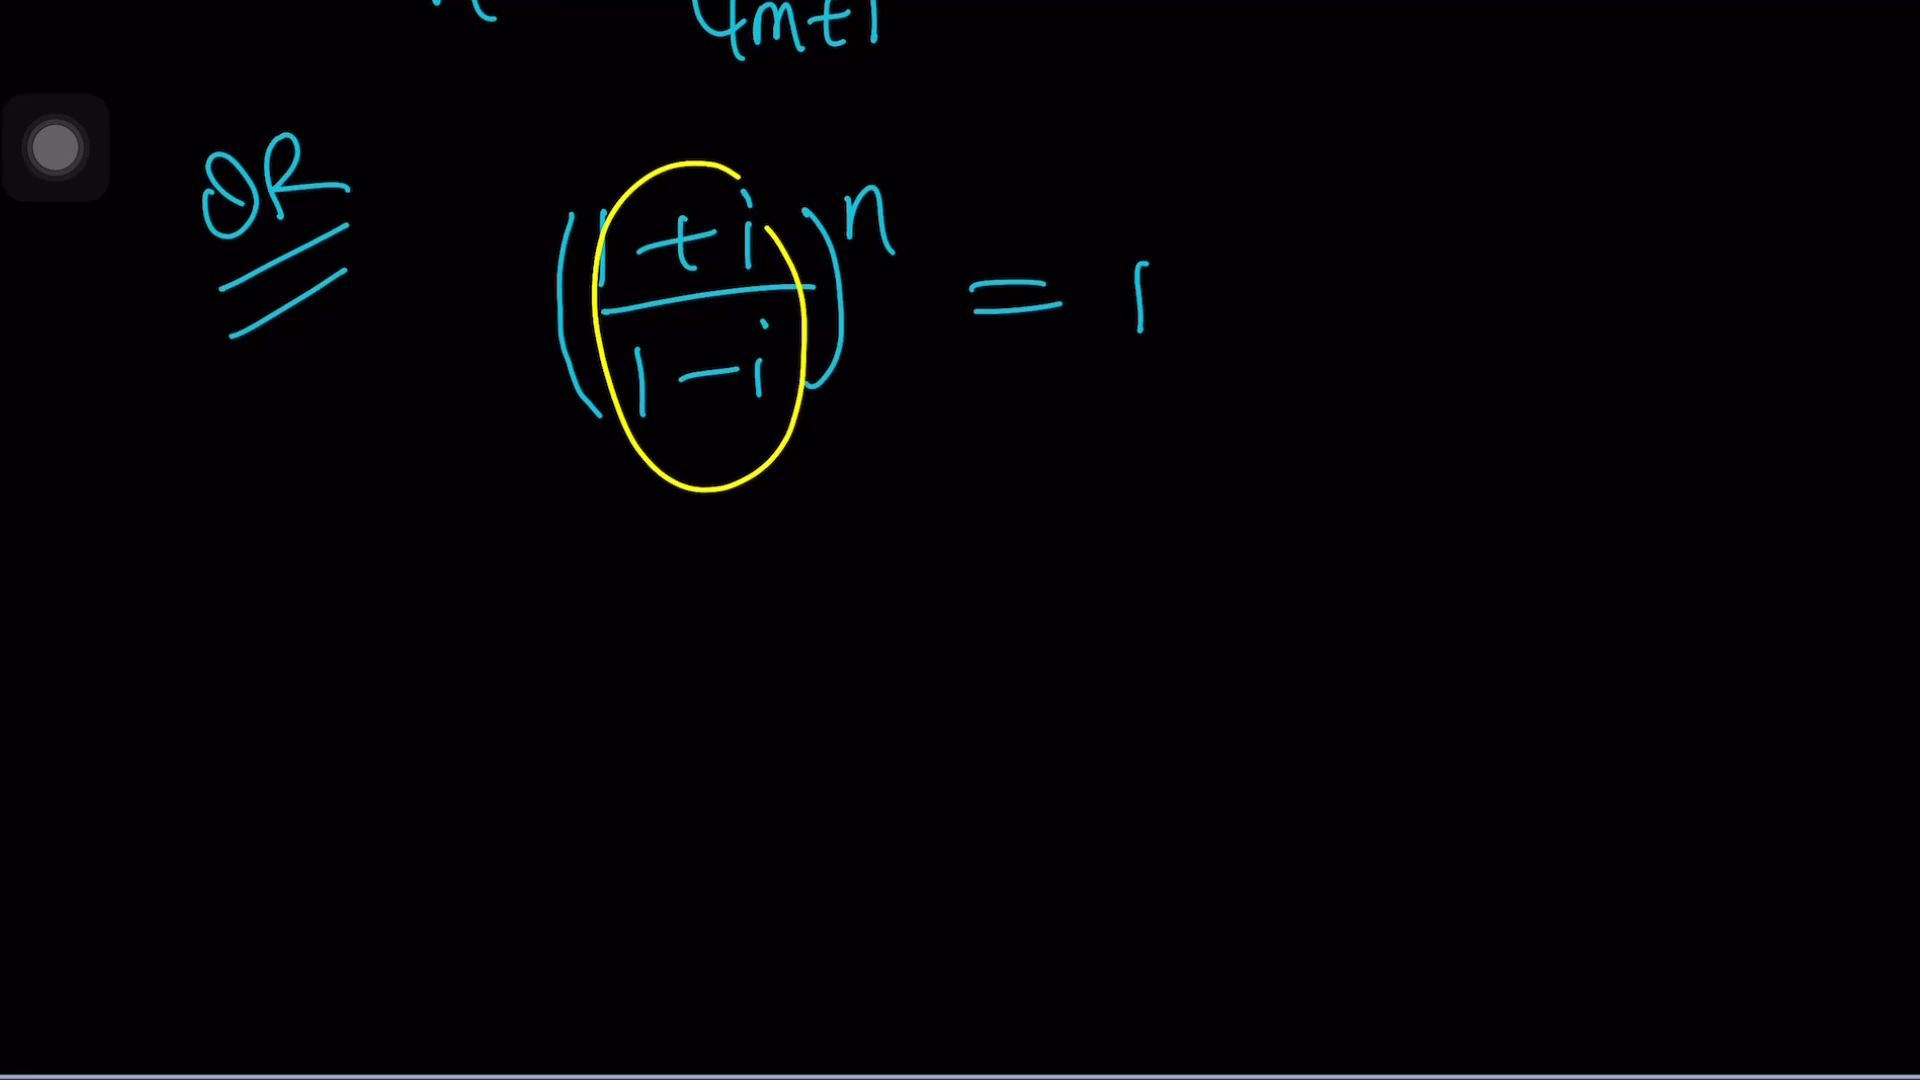 4m+1
OR
(1+i / 1-i)^n = 1